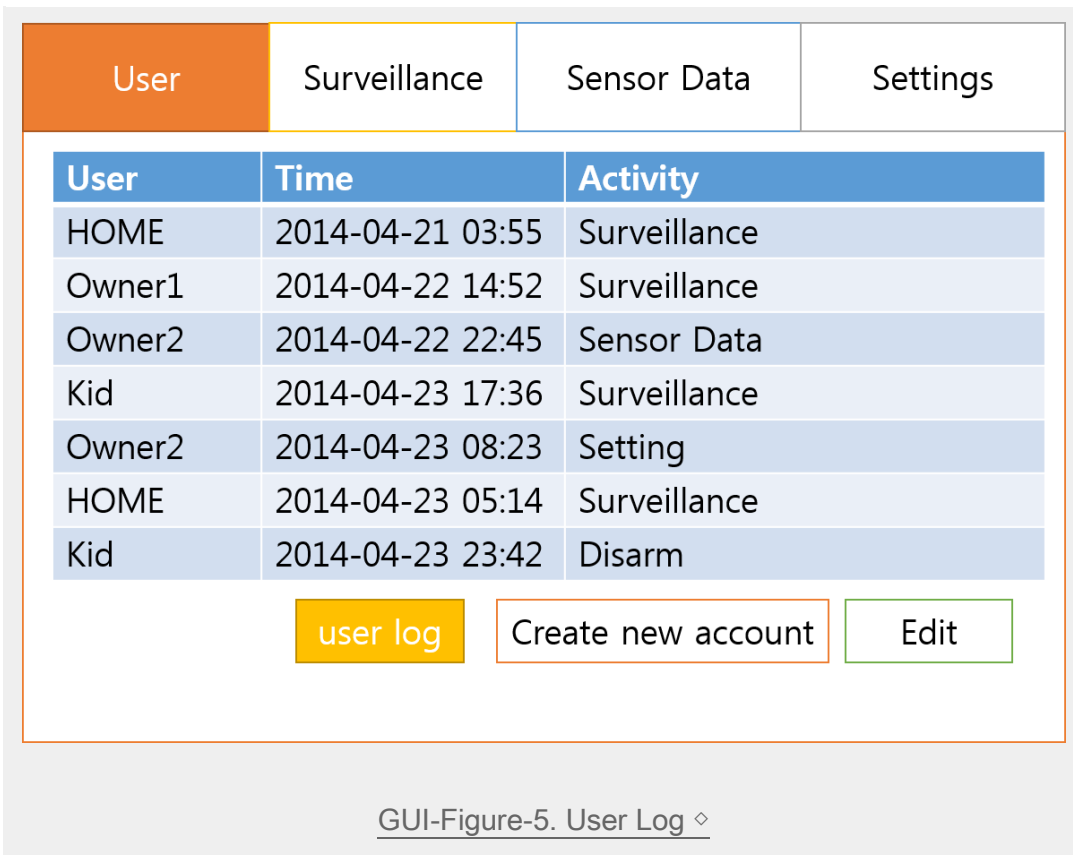 User Surveillance Sensor Data Settings
User Time Activity
HOME 2014-04-21 03:55 Surveillance
Owner1 2014-04-22 14:52 Surveillance
Owner2 2014-04-22 22:45 Sensor Data
Kid 2014-04-23 17:36 Surveillance
Owner2 2014-04-23 08:23 Setting
HOME 2014-04-23 05:14 Surveillance
Kid 2014-04-23 23:42 Disarm
user log Create new account Edit
GUI-Figure-5. User Log ◇